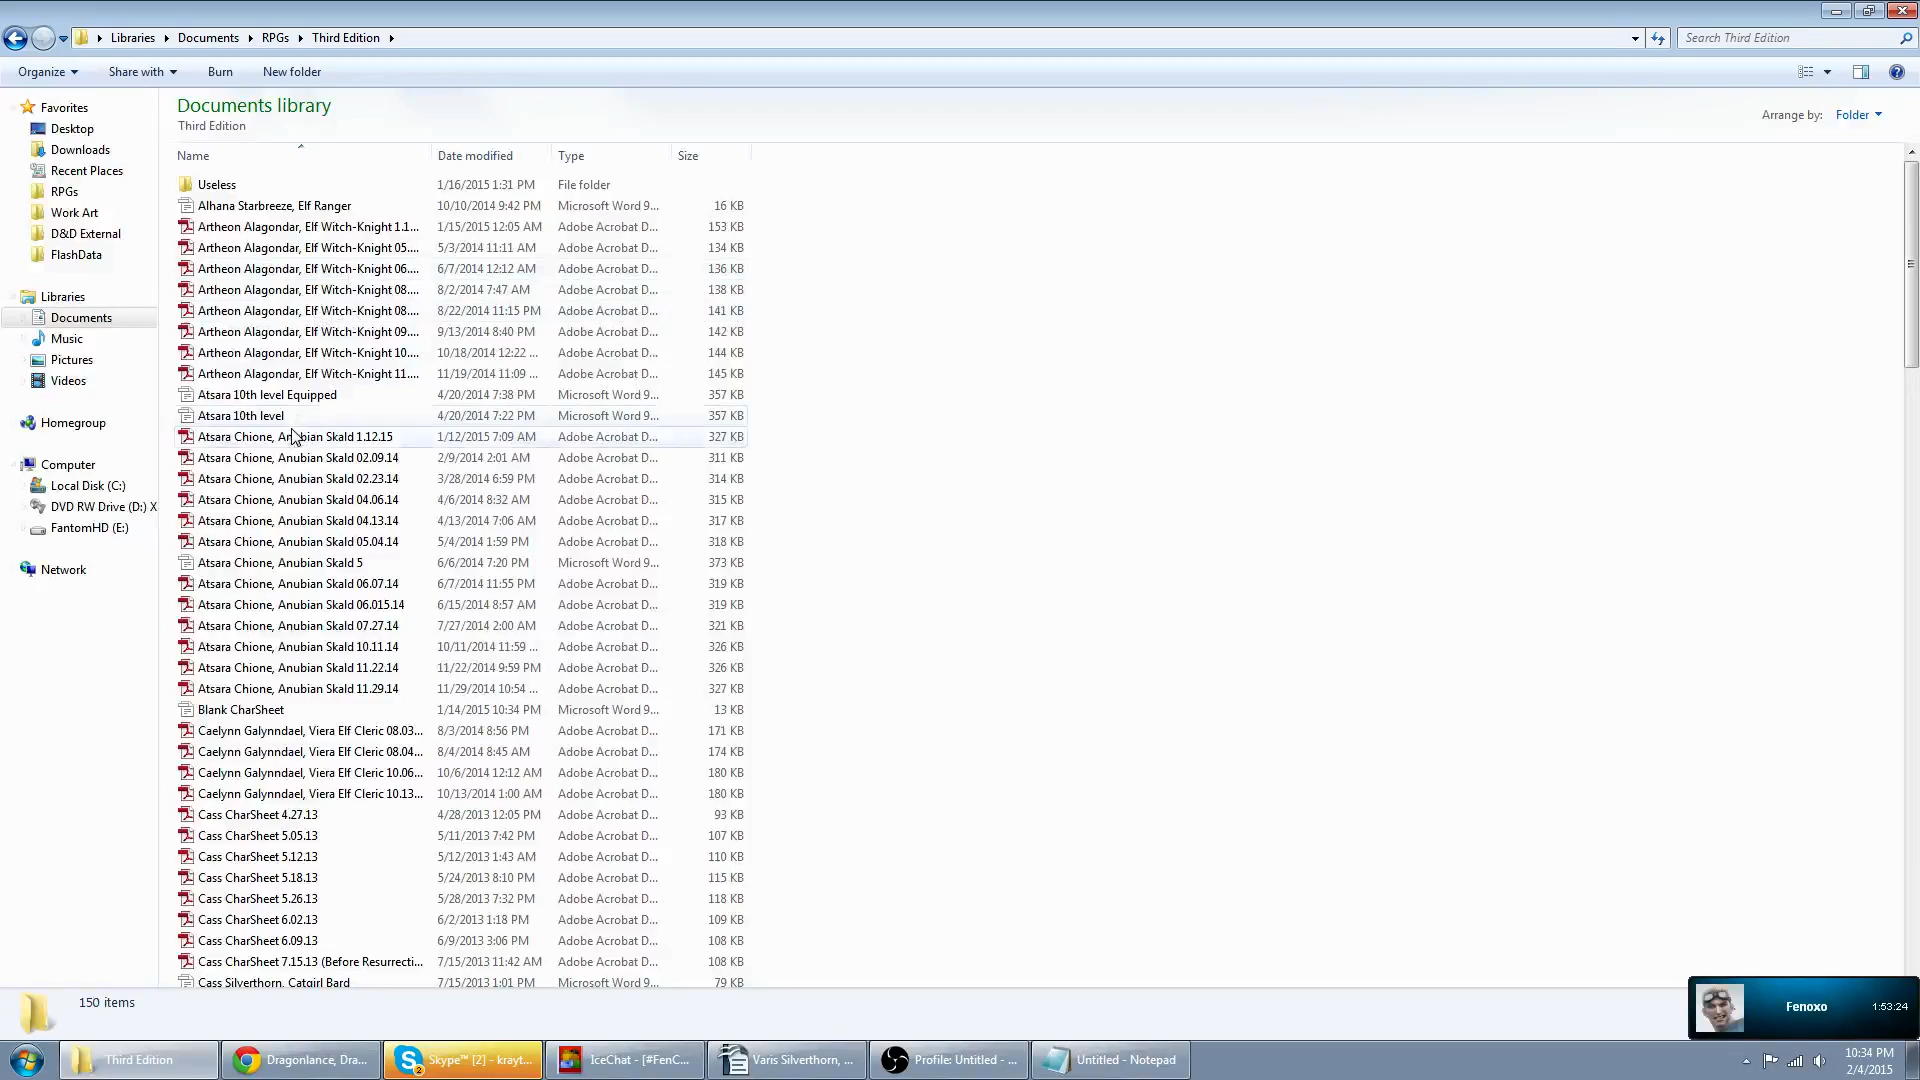 Libraries Documents RPGs Third Edition
Search Third Edition
Organize Share with Burn New folder
Documents library
Third Edition
Arrange by: Folder
Name Date modified Type Size
Favorites
Desktop
Downloads
Recent Places
RPGs
Work Art
D&D External
FlashData
Libraries
Documents
Music
Pictures
Videos
Homegroup
Computer
Local Disk (C:)
DVD RW Drive (D:) X
FantomHD (E:)
Network
Useless 1/16/2015 1:31 PM File folder
Alhana Starbreeze, Elf Ranger 10/10/2014 9:42 PM Microsoft Word 9... 16 KB
Artheon Alagondar, Elf Witch-Knight 1.1... 1/15/2015 12:05 AM Adobe Acrobat D... 153 KB
Artheon Alagondar, Elf Witch-Knight 05.... 5/3/2014 11:11 AM Adobe Acrobat D... 134 KB
Artheon Alagondar, Elf Witch-Knight 06.... 6/7/2014 12:12 AM Adobe Acrobat D... 136 KB
Artheon Alagondar, Elf Witch-Knight 08.... 8/2/2014 7:47 AM Adobe Acrobat D... 138 KB
Artheon Alagondar, Elf Witch-Knight 08.... 8/22/2014 11:15 PM Adobe Acrobat D... 141 KB
Artheon Alagondar, Elf Witch-Knight 09.... 9/13/2014 8:40 PM Adobe Acrobat D... 142 KB
Artheon Alagondar, Elf Witch-Knight 10.... 10/18/2014 12:22 ... Adobe Acrobat D... 144 KB
Artheon Alagondar, Elf Witch-Knight 11.... 11/19/2014 11:09 ... Adobe Acrobat D... 145 KB
Atsara 10th level Equipped 4/20/2014 7:38 PM Microsoft Word 9... 357 KB
Atsara 10th level 4/20/2014 7:22 PM Microsoft Word 9... 357 KB
Atsara Chione, Anubian Skald 1.12.15 1/12/2015 7:09 AM Adobe Acrobat D... 327 KB
Atsara Chione, Anubian Skald 02.09.14 2/9/2014 2:01 AM Adobe Acrobat D... 311 KB
Atsara Chione, Anubian Skald 02.23.14 3/28/2014 6:59 PM Adobe Acrobat D... 314 KB
Atsara Chione, Anubian Skald 04.06.14 4/6/2014 8:32 AM Adobe Acrobat D... 315 KB
Atsara Chione, Anubian Skald 04.13.14 4/13/2014 7:06 AM Adobe Acrobat D... 317 KB
Atsara Chione, Anubian Skald 05.04.14 5/4/2014 1:59 PM Adobe Acrobat D... 318 KB
Atsara Chione, Anubian Skald 5 6/6/2014 7:20 PM Microsoft Word 9... 373 KB
Atsara Chione, Anubian Skald 06.07.14 6/7/2014 11:55 PM Adobe Acrobat D... 319 KB
Atsara Chione, Anubian Skald 06.015.14 6/15/2014 8:57 AM Adobe Acrobat D... 319 KB
Atsara Chione, Anubian Skald 07.27.14 7/27/2014 2:00 AM Adobe Acrobat D... 321 KB
Atsara Chione, Anubian Skald 10.11.14 10/11/2014 11:59 ... Adobe Acrobat D... 326 KB
Atsara Chione, Anubian Skald 11.22.14 11/22/2014 9:59 PM Adobe Acrobat D... 326 KB
Atsara Chione, Anubian Skald 11.29.14 11/29/2014 10:54 ... Adobe Acrobat D... 327 KB
Blank CharSheet 1/14/2015 10:34 PM Microsoft Word 9... 13 KB
Caelynn Galynndael, Viera Elf Cleric 08.03... 8/3/2014 8:56 PM Adobe Acrobat D... 171 KB
Caelynn Galynndael, Viera Elf Cleric 08.04... 8/4/2014 8:45 AM Adobe Acrobat D... 174 KB
Caelynn Galynndael, Viera Elf Cleric 10.06... 10/6/2014 12:12 AM Adobe Acrobat D... 180 KB
Caelynn Galynndael, Viera Elf Cleric 10.13... 10/13/2014 1:00 AM Adobe Acrobat D... 180 KB
Cass CharSheet 4.27.13 4/28/2013 12:05 PM Adobe Acrobat D... 93 KB
Cass CharSheet 5.05.13 5/11/2013 7:42 PM Adobe Acrobat D... 107 KB
Cass CharSheet 5.12.13 5/12/2013 1:43 AM Adobe Acrobat D... 110 KB
Cass CharSheet 5.18.13 5/24/2013 8:10 PM Adobe Acrobat D... 115 KB
Cass CharSheet 5.26.13 5/28/2013 7:32 PM Adobe Acrobat D... 118 KB
Cass CharSheet 6.02.13 6/2/2013 1:18 PM Adobe Acrobat D... 109 KB
Cass CharSheet 6.09.13 6/9/2013 3:06 PM Adobe Acrobat D... 108 KB
Cass CharSheet 7.15.13 (Before Resurrecti... 7/15/2013 11:42 AM Adobe Acrobat D... 108 KB
Cass Silverthorn, Catgirl Bard 7/15/2013 1:01 PM Microsoft Word 9... 79 KB
150 items
Fenoxo 1:53:24
Third Edition
Dragonlance, Dra...
2 Skype™ [2] - krayt...
IceChat - [#FenC...
Varis Silverthorn, ...
Profile: Untitled - ...
Untitled - Notepad
10:34 PM
2/4/2015